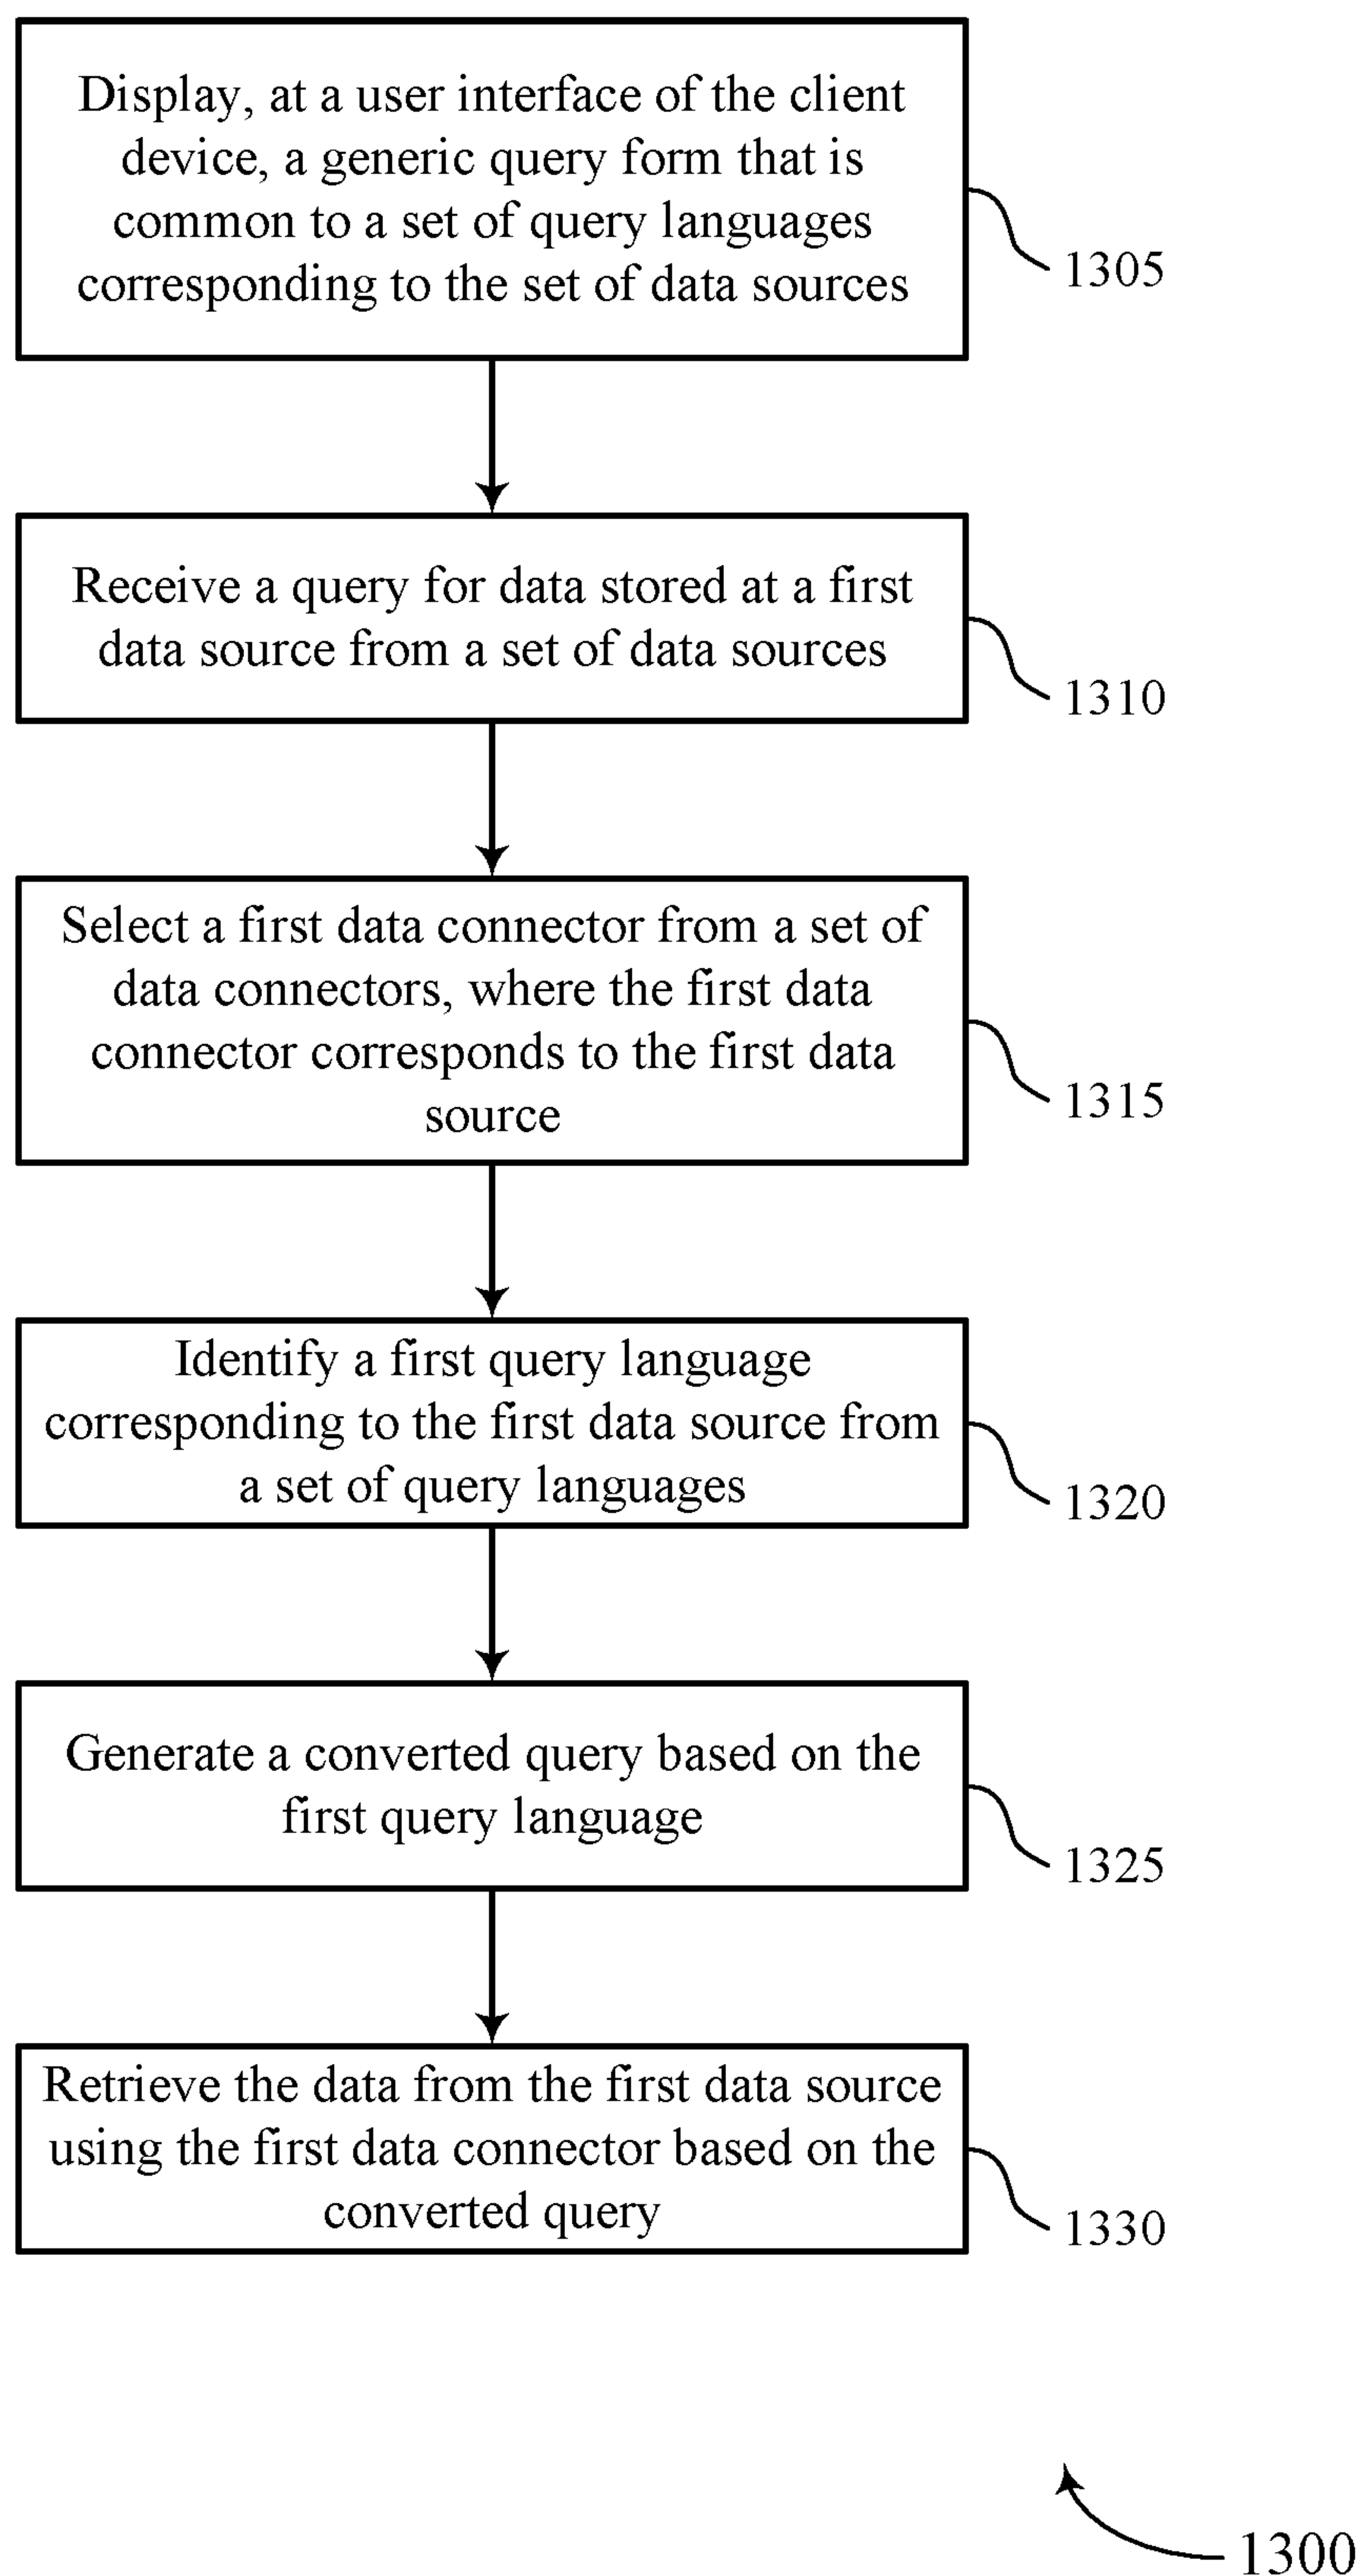 Display, at a user interface of the client
device, a generic query form that is
common to a set of query languages
corresponding to the set of data sources
1305
Receive a query for data stored at a first
data source from a set of data sources
1310
Select a first data connector from a set of
data connectors, where the first data
connector corresponds to the first data
source
1315
Identify a first query language
corresponding to the first data source from
a set of query languages
1320
Generate a converted query based on the
first query language
1325
Retrieve the data from the first data source
using the first data connector based on the
converted query
1330
1300